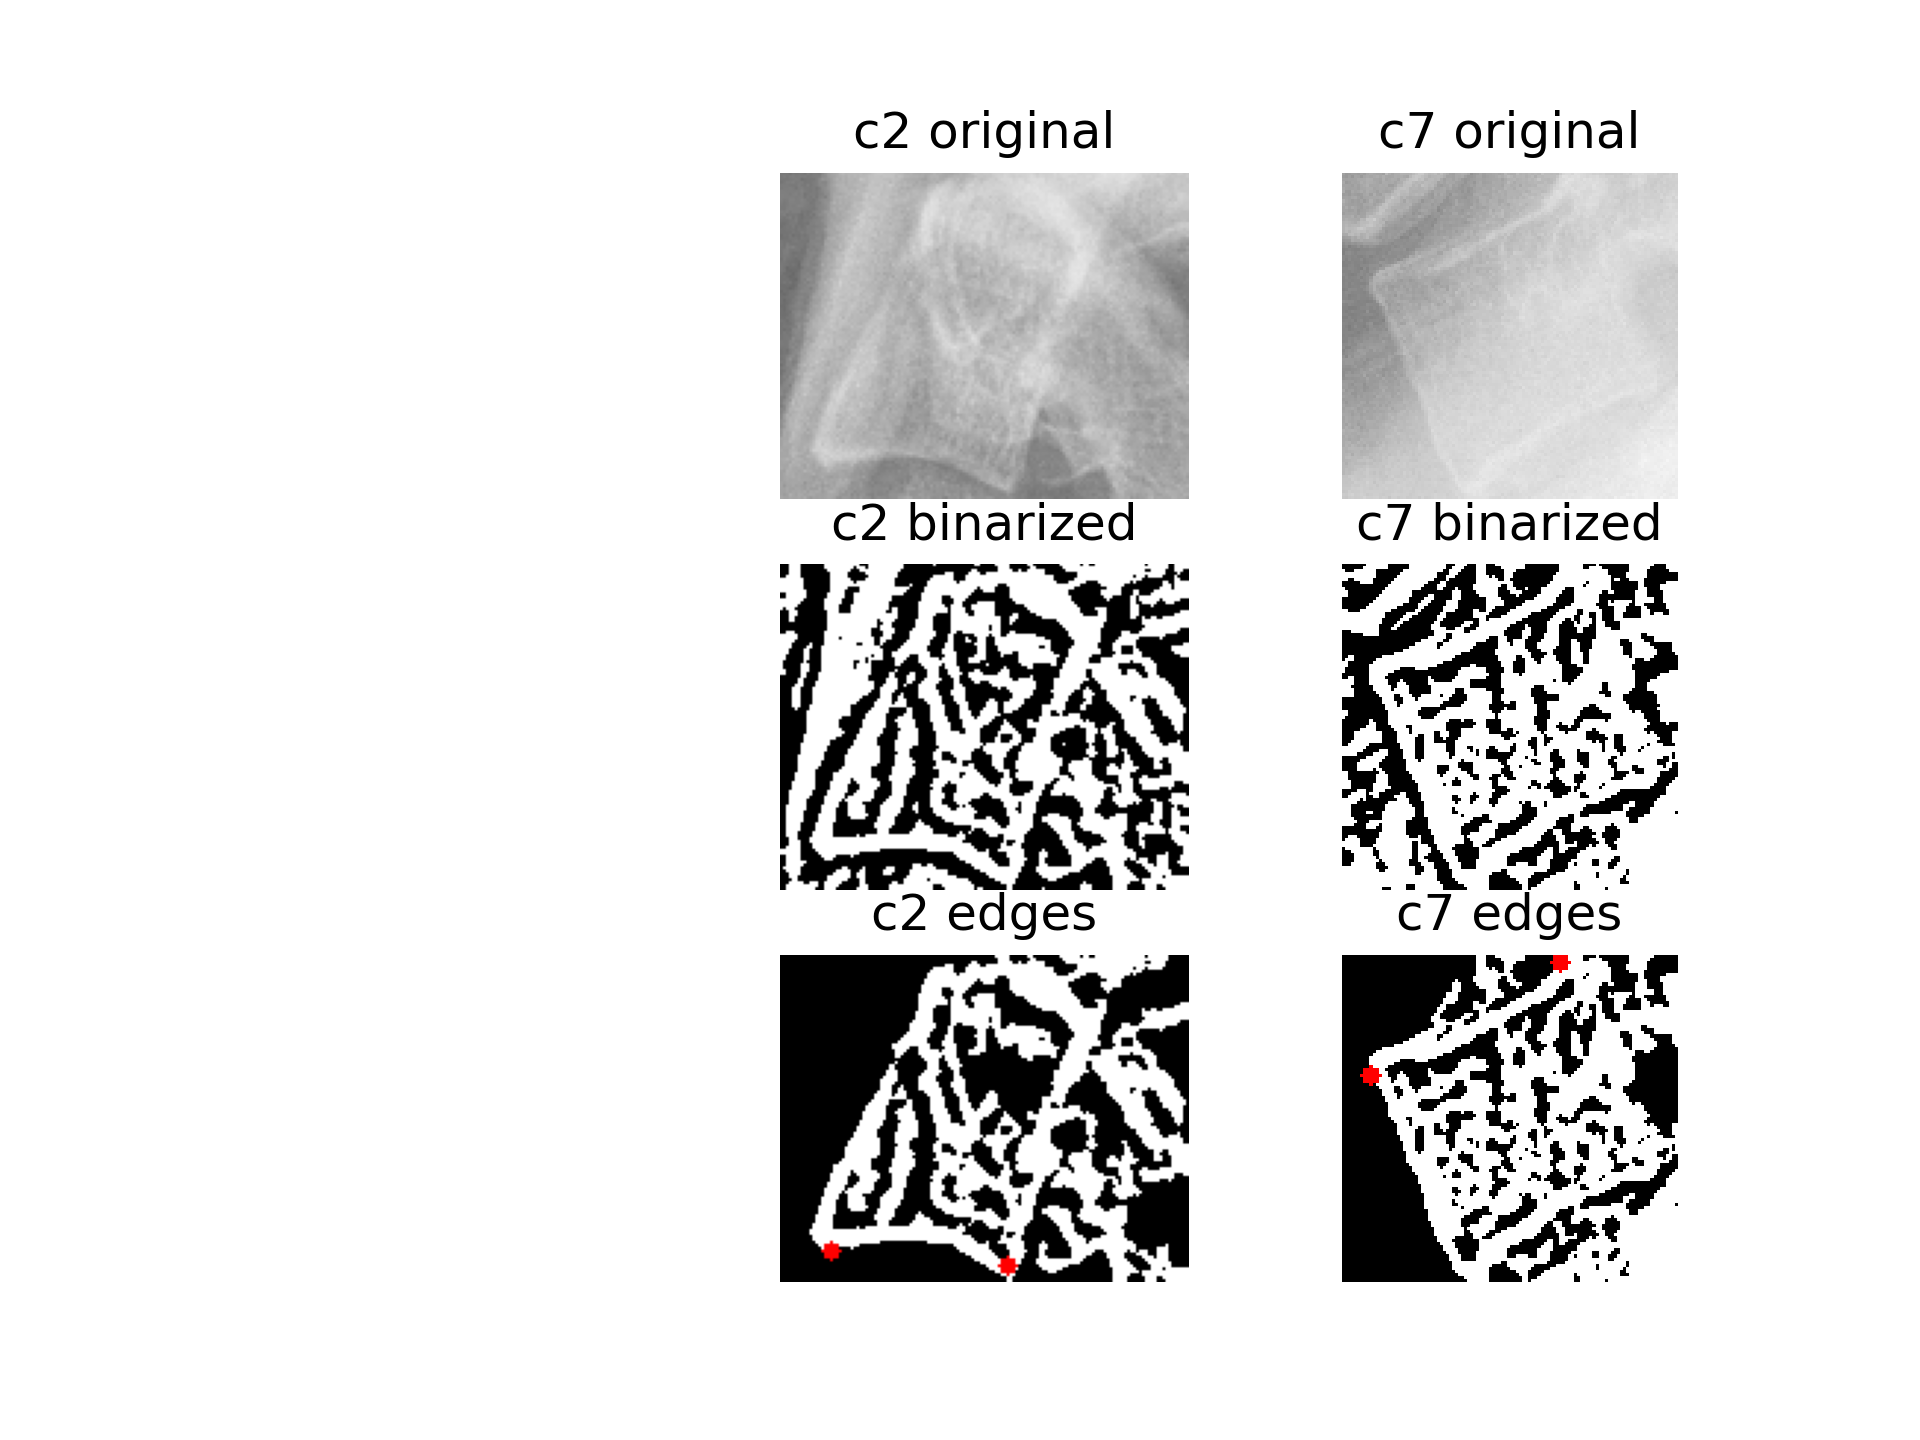 c2 original
c7 original
c2 binarized
c7 binarized
c2 edges
c7 edges